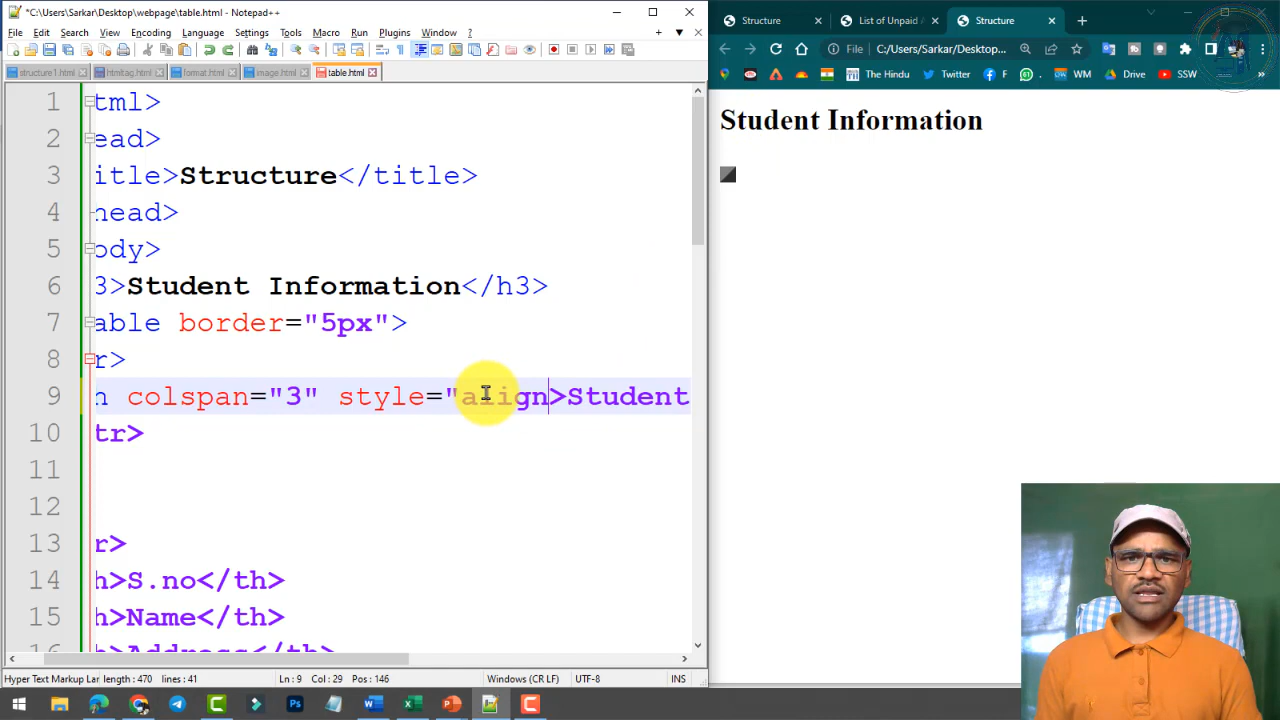 *C:\Users\Sarkar\Desktop\webpage\table.html - Notepad++
File Edit Search View Encoding Language Settings Tools Macro Run Plugins Window ?
structure1.html htmltag.html format.html image.html table.html
1 tml>
2 ead>
3 itle>Structure</title>
4 head>
5 ody>
6 3>Student Information</h3>
7 able border="5px">
8 r>
9 h colspan="3" style="align>Student
10 tr>
11
12
13 r>
14 h>S.no</th>
15 h>Name</th>
16 h>Address</th>
Hyper Text Markup Lar length : 470 lines : 41 Ln : 9 Col : 29 Pos : 146 Windows (CR LF) UTF-8 INS
Structure List of Unpaid Structure
File C:/Users/Sarkar/Desktop...
The Hindu Twitter F WM Drive SSW
Student Information